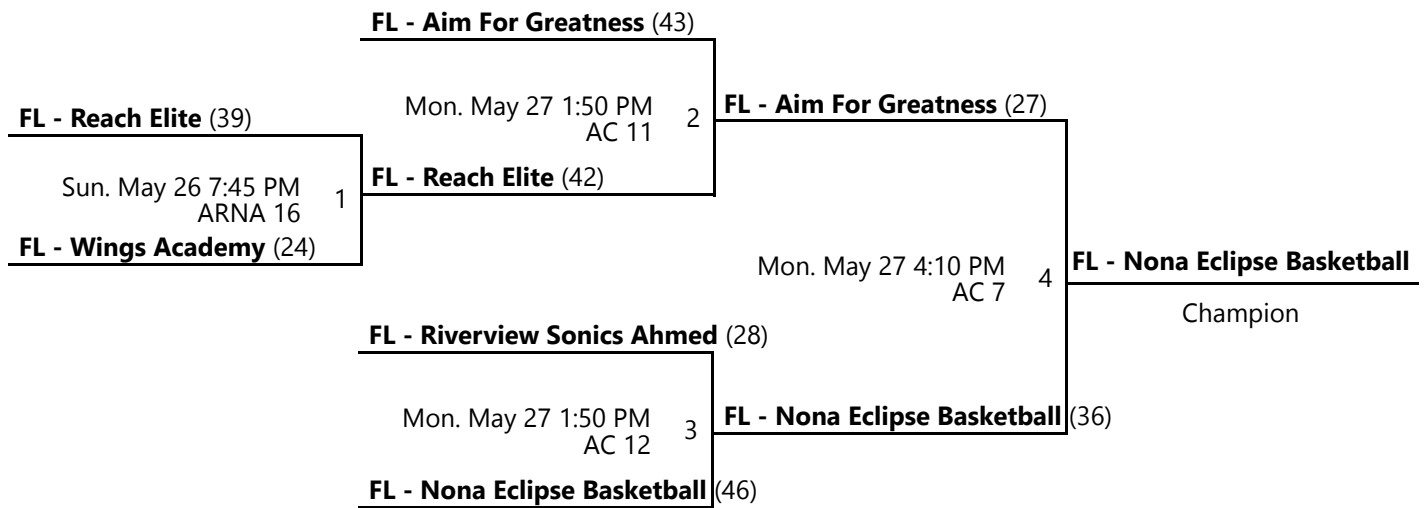 FL - Aim For Greatness (43)
Mon. May 27 1:50 PM
AC 11
2
FL - Aim For Greatness (27)
FL - Reach Elite (39)
Sun. May 26 7:45 PM
ARNA 16
1
FL - Reach Elite (42)
FL - Wings Academy (24)
Mon. May 27 4:10 PM
AC 7
4
FL - Nona Eclipse Basketball
Champion
FL - Riverview Sonics Ahmed (28)
Mon. May 27 1:50 PM
AC 12
3
FL - Nona Eclipse Basketball (36)
FL - Nona Eclipse Basketball (46)